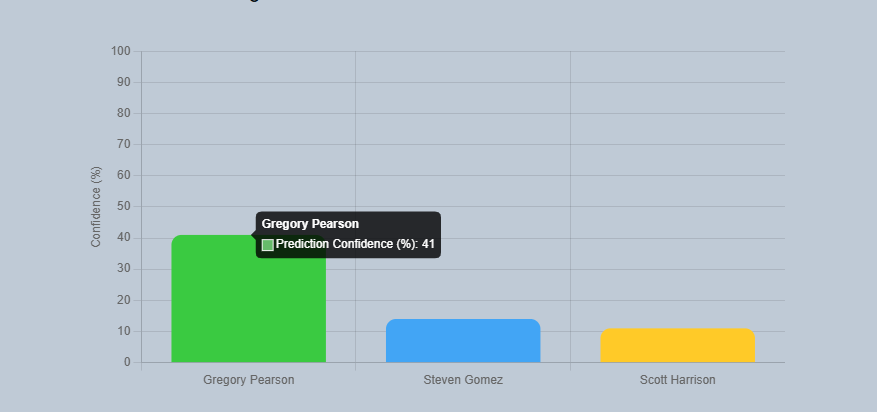 100
90
80
70
60
50
40
30
20
10
0
Confidence (%)
Gregory Pearson
Prediction Confidence (%): 41
Gregory Pearson
Steven Gomez
Scott Harrison